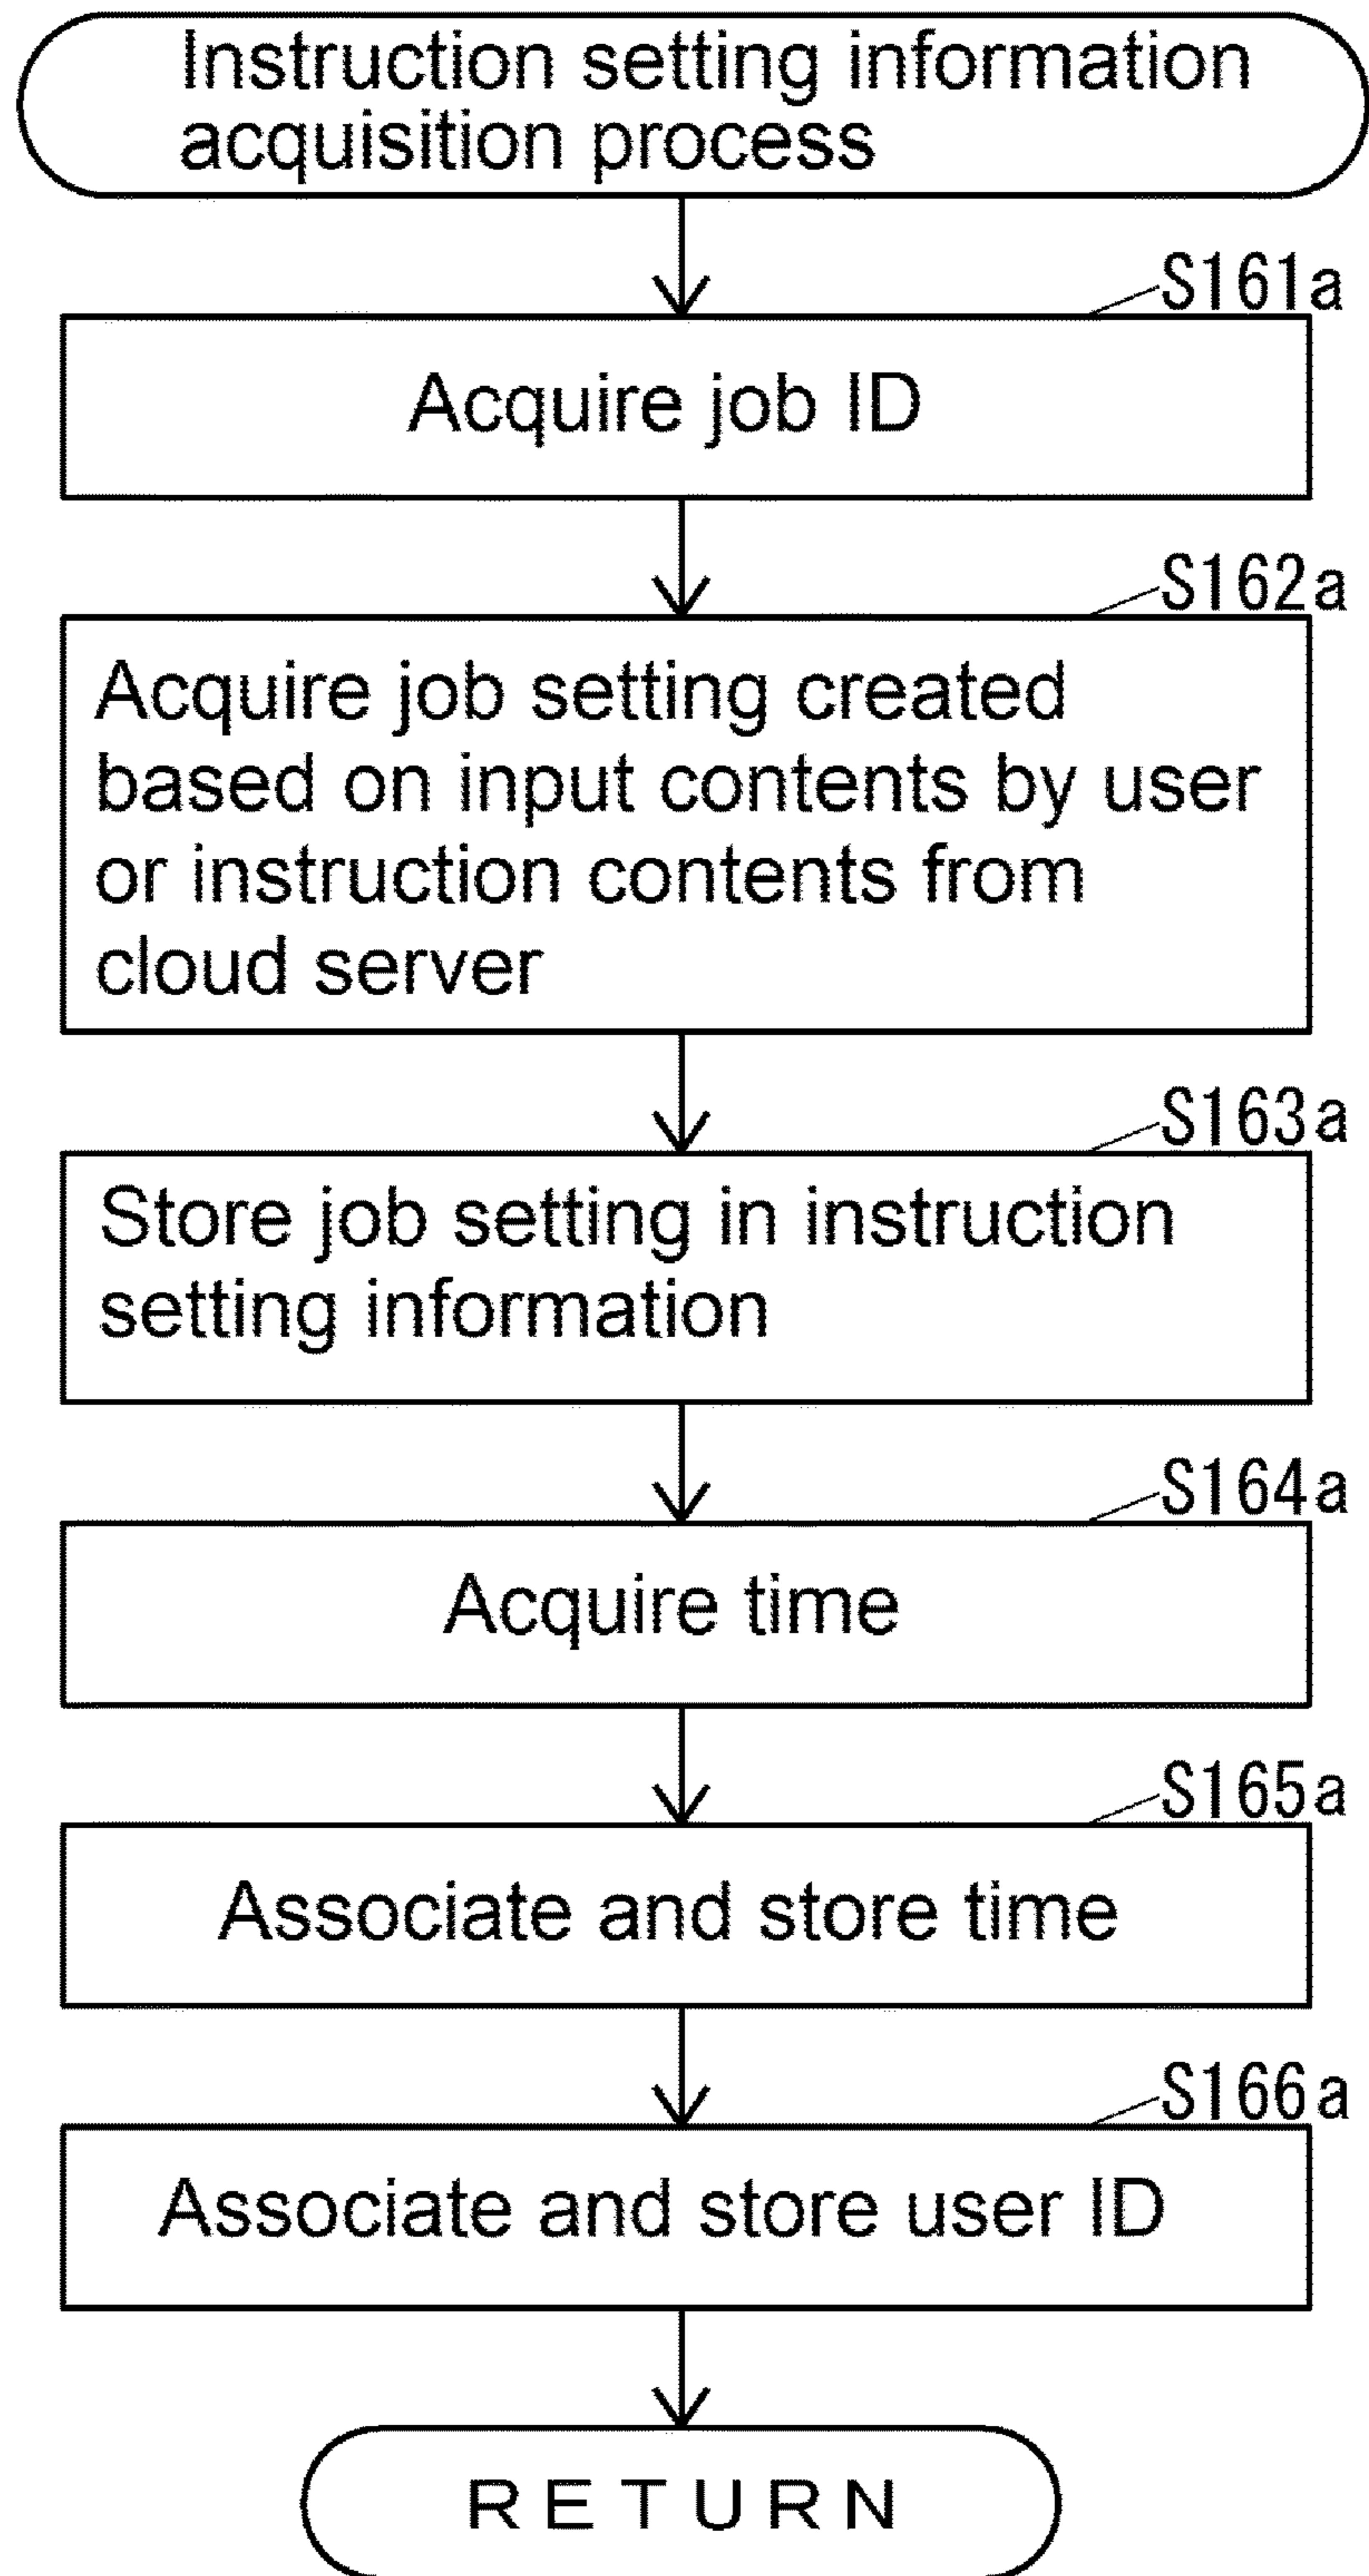 Instruction setting information
acquisition process
S161a
Acquire job ID
S162a
Acquire job setting created
based on input contents by user
or instruction contents from
cloud server
S163a
Store job setting in instruction
setting information
S164a
Acquire time
S165a
Associate and store time
S166a
Associate and store user ID
RETURN